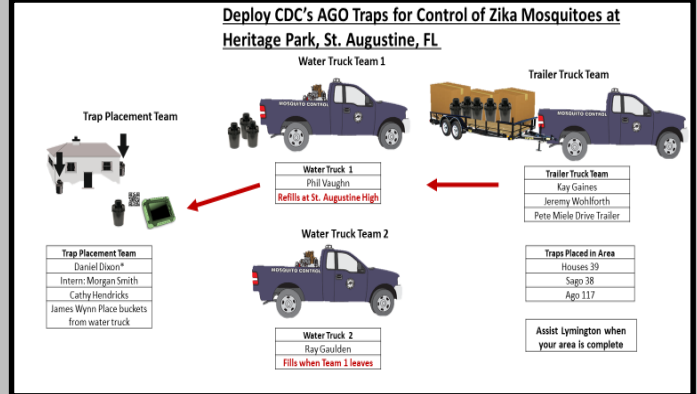 Deploy CDC's AGO Traps for Control of Zika Mosquitoes at
Heritage Park, St. Augustine, FL
Water Truck Team 1
Trailer Truck Team
Trap Placement Team
MOSQUITO CONTROL
MOSQUITO CONTROL
Water Truck 1
Phil Vaughn
Refills at St. Augustine High
Trailer Truck Team
Kay Gaines
Jeremy Wohlforth
Pete Miele Drive Trailer
Water Truck Team 2
MOSQUITO CONTROL
Trap Placement Team
Daniel Dixon*
Intern: Morgan Smith
Cathy Hendricks
James Wynn Place buckets
from water truck
Traps Placed in Area
Houses 39
Sago 38
Ago 117
Water Truck 2
Ray Gaulden
Fills when Team 1 leaves
Assist Lymington when
your area is complete